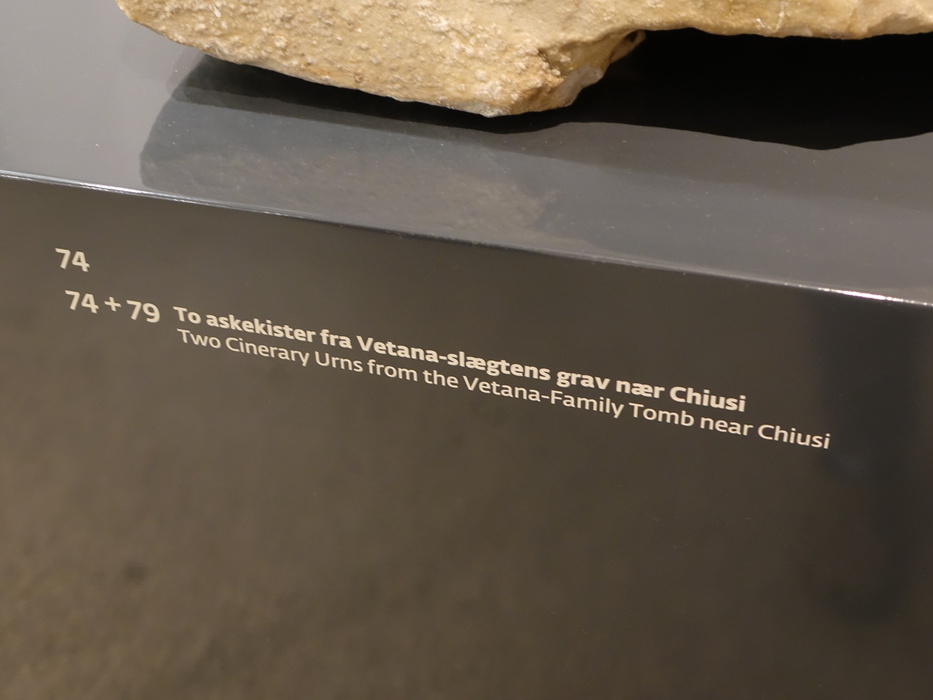 74
74 + 79 To askekister fra Vetana-slægtens grav nær Chiusi
Two Cinerary Urns from the Vetana-Family Tomb near Chiusi